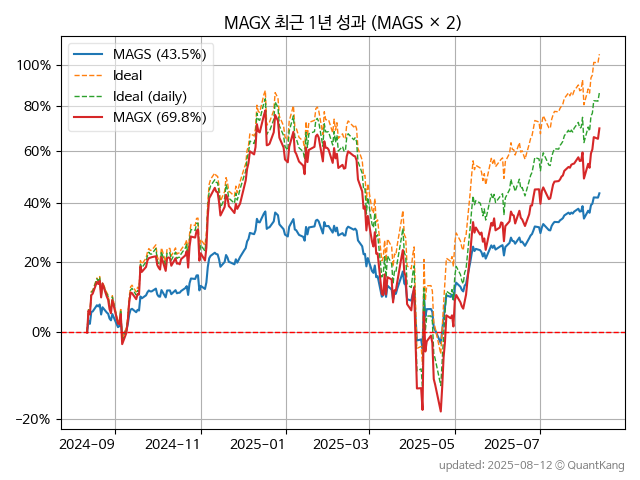 MAGX 최근 1년 성과 (MAGS × 2)
MAGS (43.5%)
Ideal
Ideal (daily)
MAGX (69.8%)
100%
80%
60%
40%
20%
0%
−20%
2024−09
2024−11
2025−01
2025−03
2025−05
2025−07
updated: 2025-08-12 © QuantKang